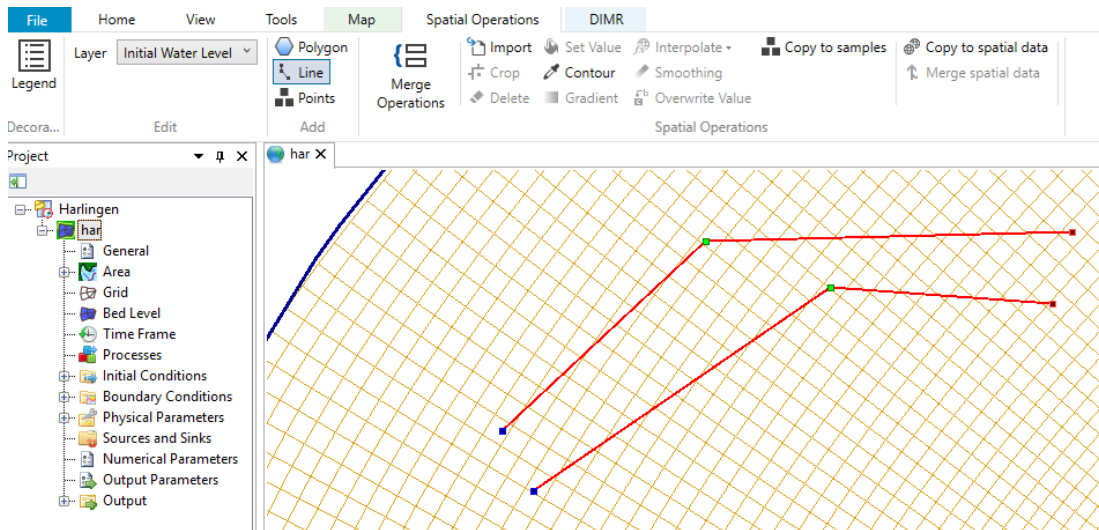 File Home View Tools Map Spatial Operations DIMR
Layer Initial Water Level
Legend
Polygon
Line
Points
Merge
Operations
Import Set Value Interpolate Copy to samples Copy to spatial data
Crop Contour Smoothing Merge spatial data
Delete Gradient Overwrite Value
Decora... Edit Add Spatial Operations
Project
har
Harlingen
har
General
Area
Grid
Bed Level
Time Frame
Processes
Initial Conditions
Boundary Conditions
Physical Parameters
Sources and Sinks
Numerical Parameters
Output Parameters
Output